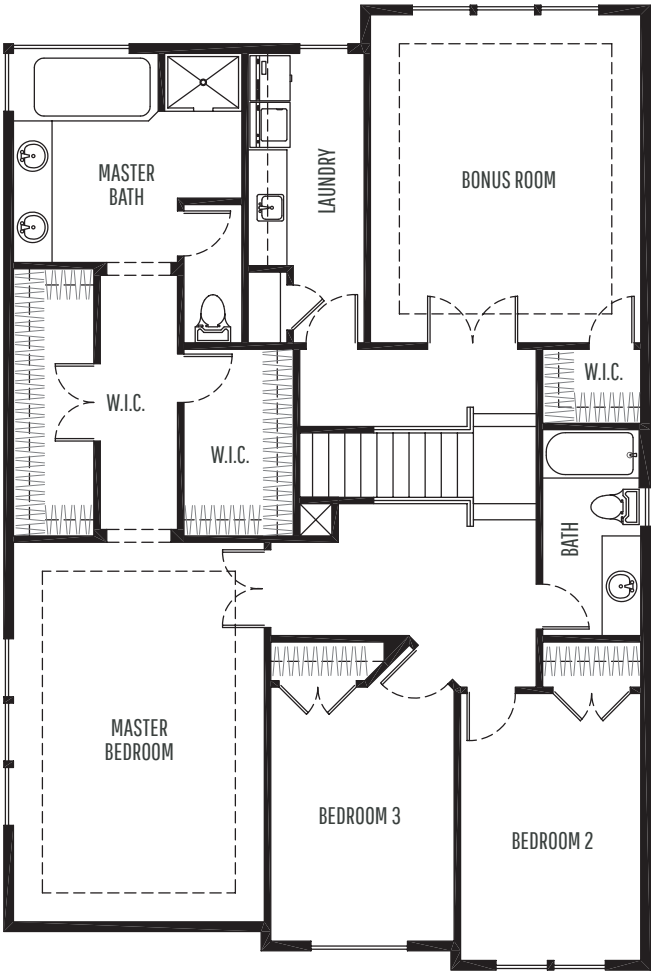 MASTER
BATH
LAUNDRY
BONUS ROOM
W.I.C.
W.I.C.
W.I.C.
BATH
MASTER
BEDROOM
BEDROOM 3
BEDROOM 2